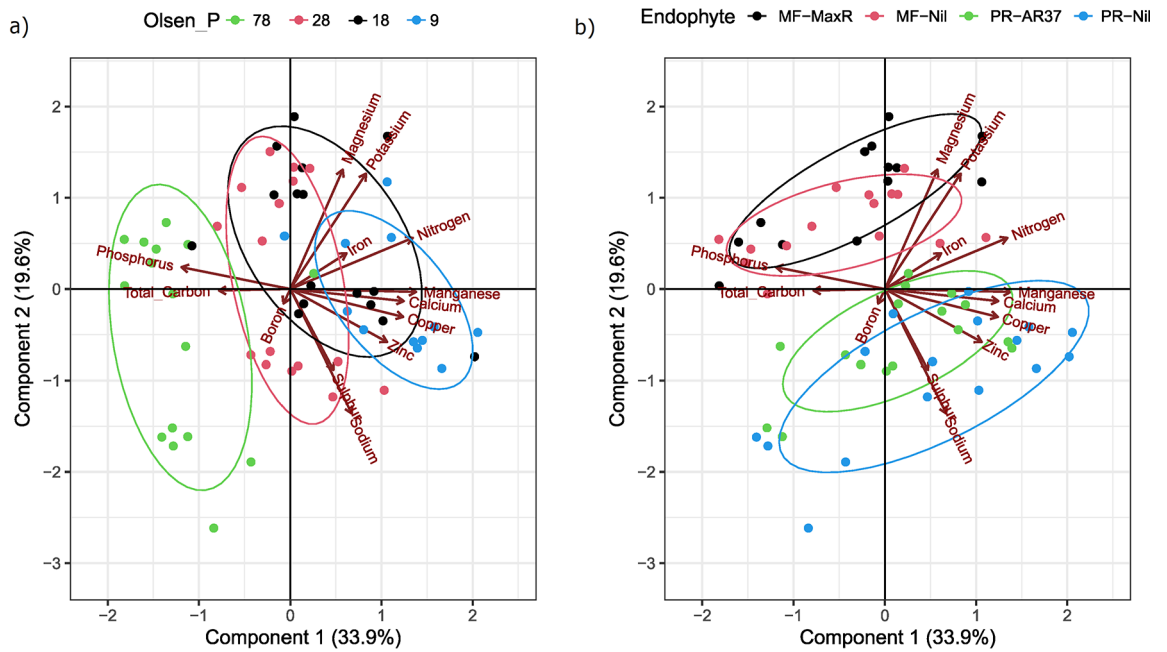 a)
Olsen_P 78 28 18 9
Magnesium
Potassium
Nitrogen
Iron
Phosphorus
Total_Carbon
Manganese
Calcium
Copper
Boron
Zinc
Sulphur
Sodium
2
1
0
−1
−2
−3
Component 2 (19.6%)
−2 −1 0 1 2
Component 1 (33.9%)
b)
Endophyte MF−MaxR MF−Nil PR−AR37 PR−Nil
Magnesium
Potassium
Nitrogen
Iron
Phosphorus
Total_Carbon
Manganese
Calcium
Copper
Boron
Zinc
Sulphur
Sodium
2
1
0
−1
−2
−3
Component 2 (19.6%)
−2 −1 0 1 2
Component 1 (33.9%)